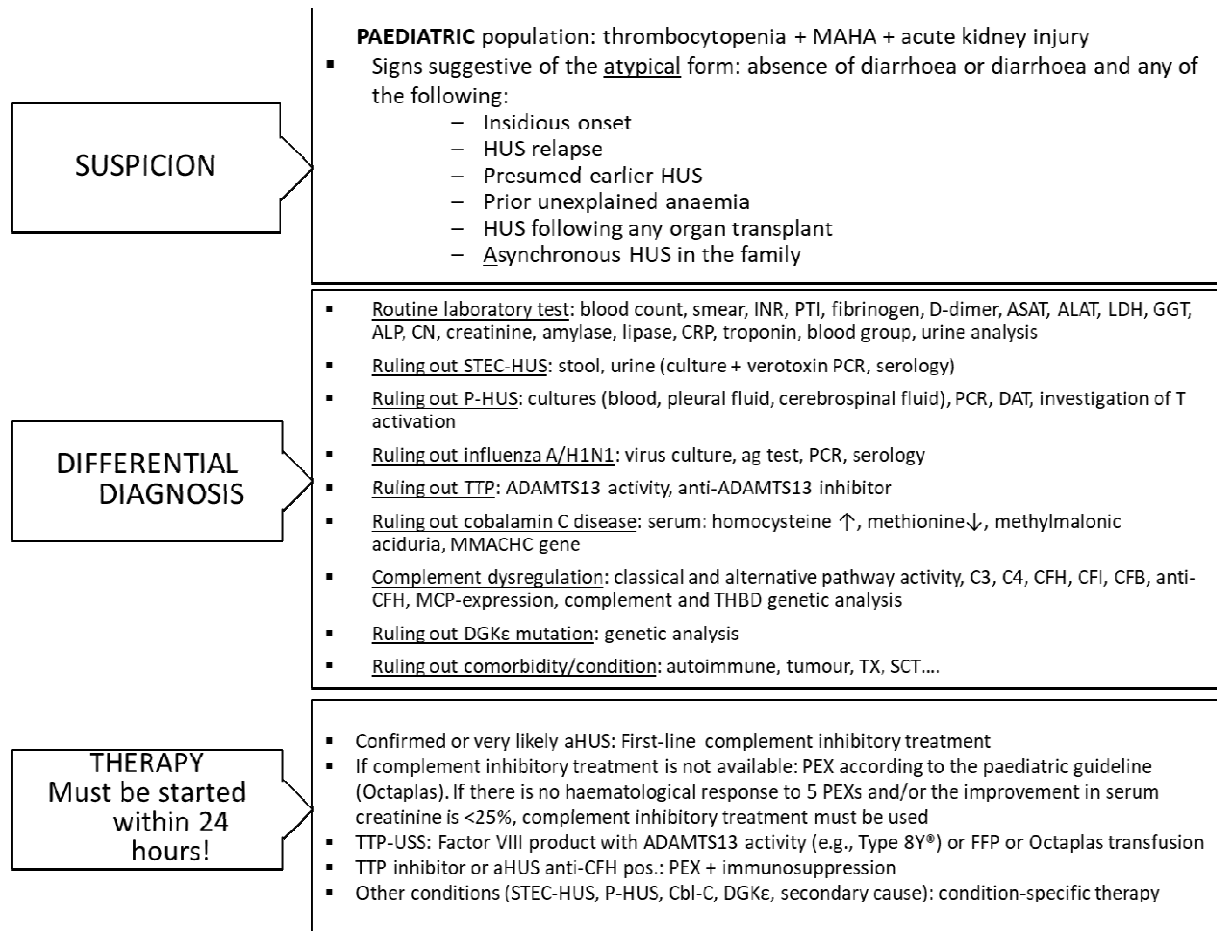 PAEDIATRIC population: thrombocytopenia + MAHA + acute kidney injury
▪ Signs suggestive of the atypical form: absence of diarrhoea or diarrhoea and any of
the following:
– Insidious onset
– HUS relapse
– Presumed earlier HUS
– Prior unexplained anaemia
– HUS following any organ transplant
– Asynchronous HUS in the family
SUSPICION
▪ Routine laboratory test: blood count, smear, INR, PTI, fibrinogen, D-dimer, ASAT, ALAT, LDH, GGT,
ALP, CN, creatinine, amylase, lipase, CRP, troponin, blood group, urine analysis
▪ Ruling out STEC-HUS: stool, urine (culture + verotoxin PCR, serology)
▪ Ruling out P-HUS: cultures (blood, pleural fluid, cerebrospinal fluid), PCR, DAT, investigation of T
activation
▪ Ruling out influenza A/H1N1: virus culture, ag test, PCR, serology
▪ Ruling out TTP: ADAMTS13 activity, anti-ADAMTS13 inhibitor
▪ Ruling out cobalamin C disease: serum: homocysteine ↑, methionine↓, methylmalonic
aciduria, MMACHC gene
▪ Complement dysregulation: classical and alternative pathway activity, C3, C4, CFH, CFI, CFB, anti-
CFH, MCP-expression, complement and THBD genetic analysis
▪ Ruling out DGKε mutation: genetic analysis
▪ Ruling out comorbidity/condition: autoimmune, tumour, TX, SCT....
DIFFERENTIAL
DIAGNOSIS
▪ Confirmed or very likely aHUS: First-line complement inhibitory treatment
▪ If complement inhibitory treatment is not available: PEX according to the paediatric guideline
(Octaplas). If there is no haematological response to 5 PEXs and/or the improvement in serum
creatinine is <25%, complement inhibitory treatment must be used
▪ TTP-USS: Factor VIII product with ADAMTS13 activity (e.g., Type 8Y®) or FFP or Octaplas transfusion
▪ TTP inhibitor or aHUS anti-CFH pos.: PEX + immunosuppression
▪ Other conditions (STEC-HUS, P-HUS, Cbl-C, DGKε, secondary cause): condition-specific therapy
THERAPY
Must be started
within 24
hours!